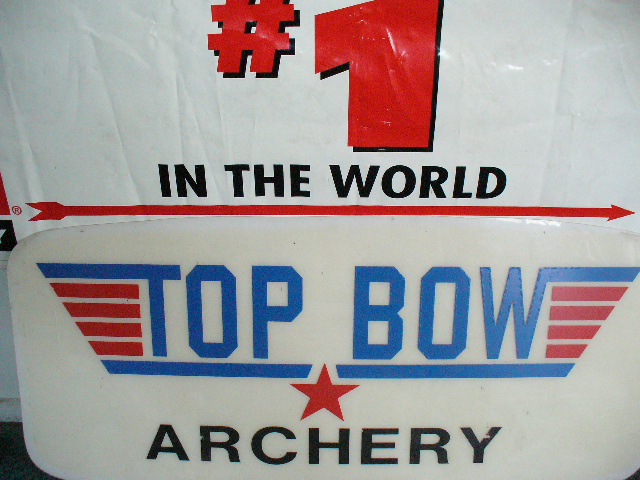 #1
IN THE WORLD
®
TOP BOW
ARCHERY